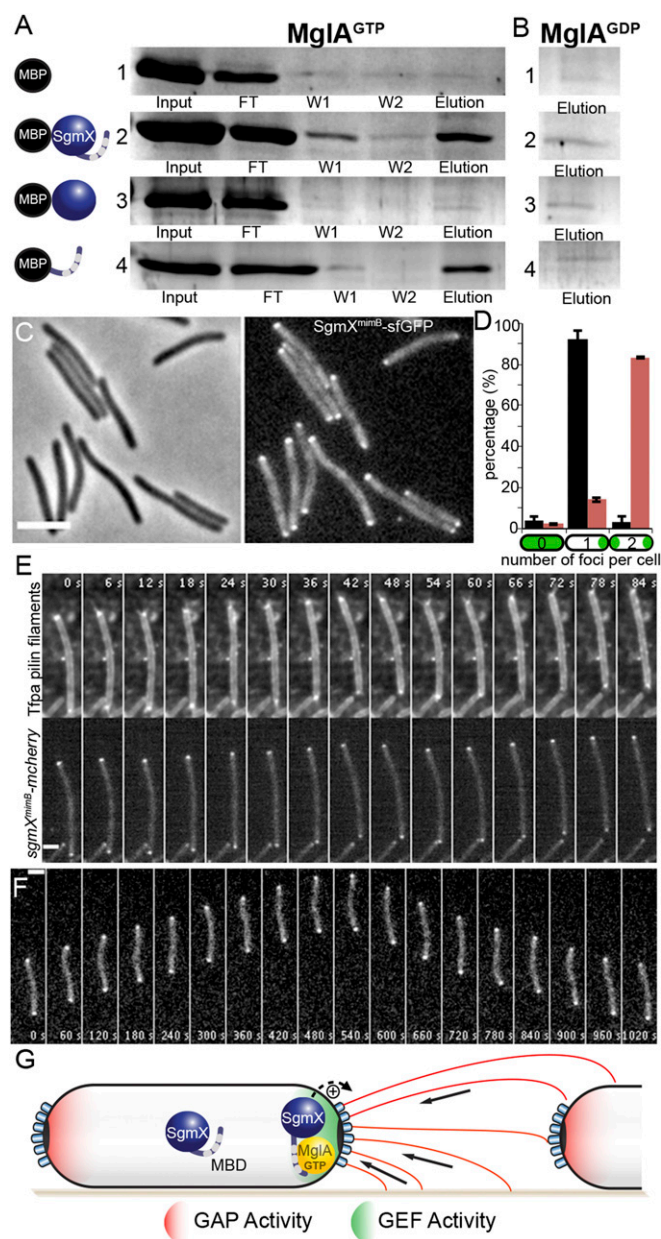 A
MglA^GTP
B
MglA^GDP
MBP
1
Input FT W1 W2 Elution
1
Elution
MBP SgmX
2
Input FT W1 W2 Elution
2
Elution
MBP
3
Input FT W1 W2 Elution
3
Elution
MBP
4
Input FT W1 W2 Elution
4
Elution
C
SgmX^mimB-sfGFP
D
percentage (%)
100
80
60
40
20
0
0 1 2
number of foci per cell
E
Tfpa pilin filaments
0 s 6 s 12 s 18 s 24 s 30 s 36 s 42 s 48 s 54 s 60 s 66 s 72 s 78 s 84 s
sgmX^mimB-mcherry
F
0 s 60 s 120 s 180 s 240 s 300 s 360 s 420 s 480 s 540 s 600 s 660 s 720 s 780 s 840 s 900 s 960 s 1020 s
G
SgmX
MBD
SgmX
+
MglA
GTP
GAP Activity
GEF Activity